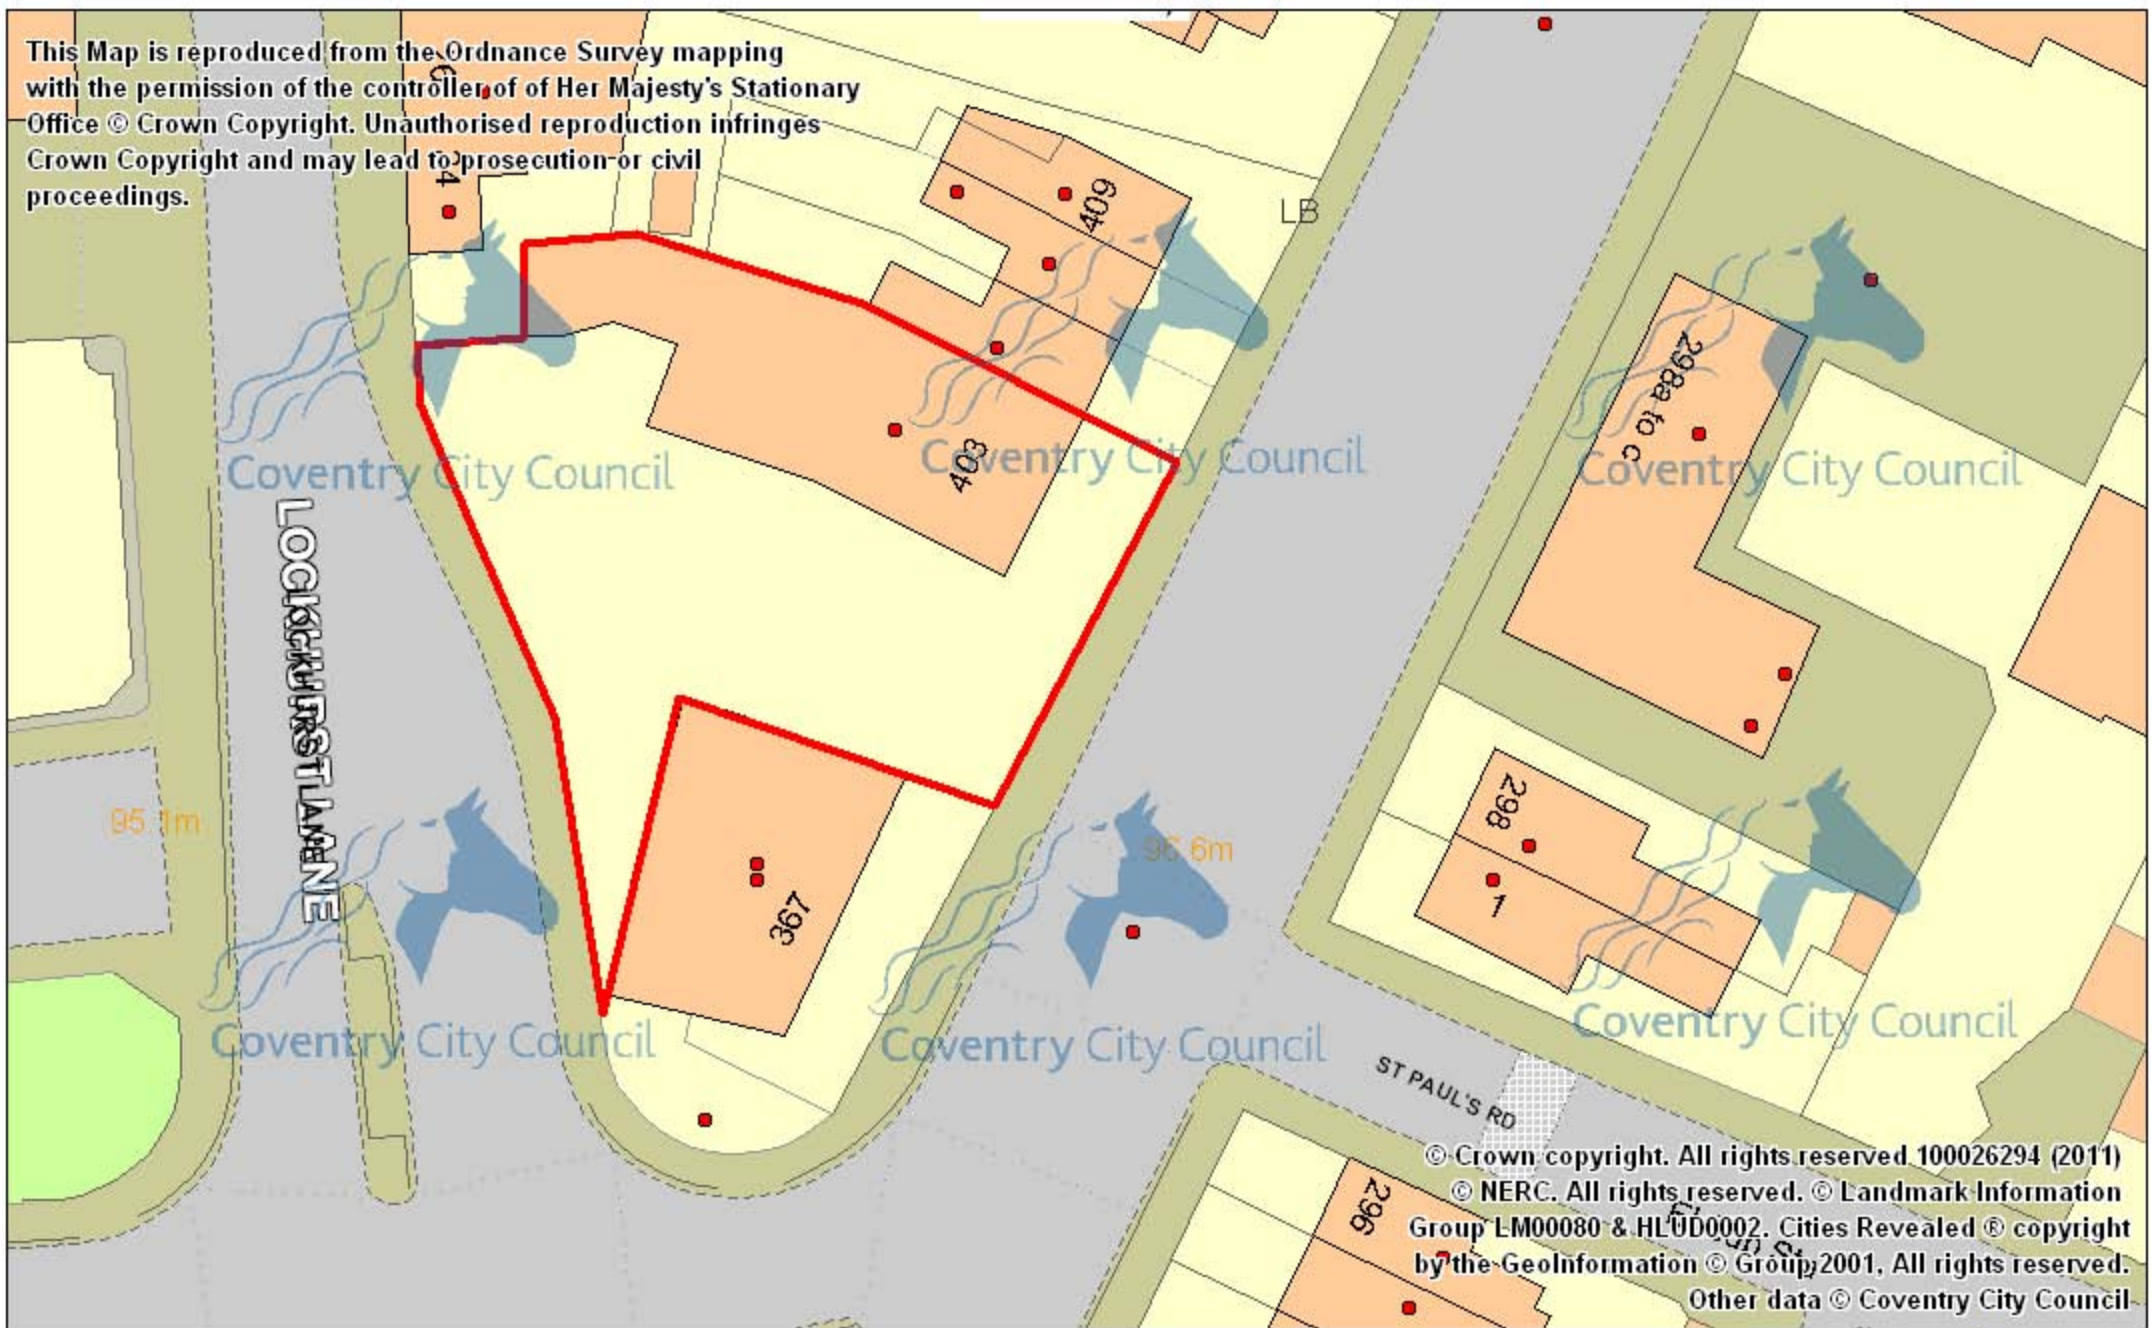 This Map is reproduced from the Ordnance Survey mapping
with the permission of the controller of of Her Majesty's Stationary
Office © Crown Copyright. Unauthorised reproduction infringes
Crown Copyright and may lead to prosecution or civil
proceedings.
409
LB
298a to c
403
Coventry City Council
Coventry City Council
Coventry City Council
LOCKHURST LANE
LOCKHURST LANE
95.1m
96.6m
298
1
367
Coventry City Council
Coventry City Council
Coventry City Council
ST PAUL'S RD
296
© Crown copyright. All rights reserved 100026294 (2011)
© NERC. All rights reserved. © Landmark Information
Group LM00080 & HLUD0002. Cities Revealed ® copyright
by the GeoInformation © Group,2001, All rights reserved.
Other data © Coventry City Council